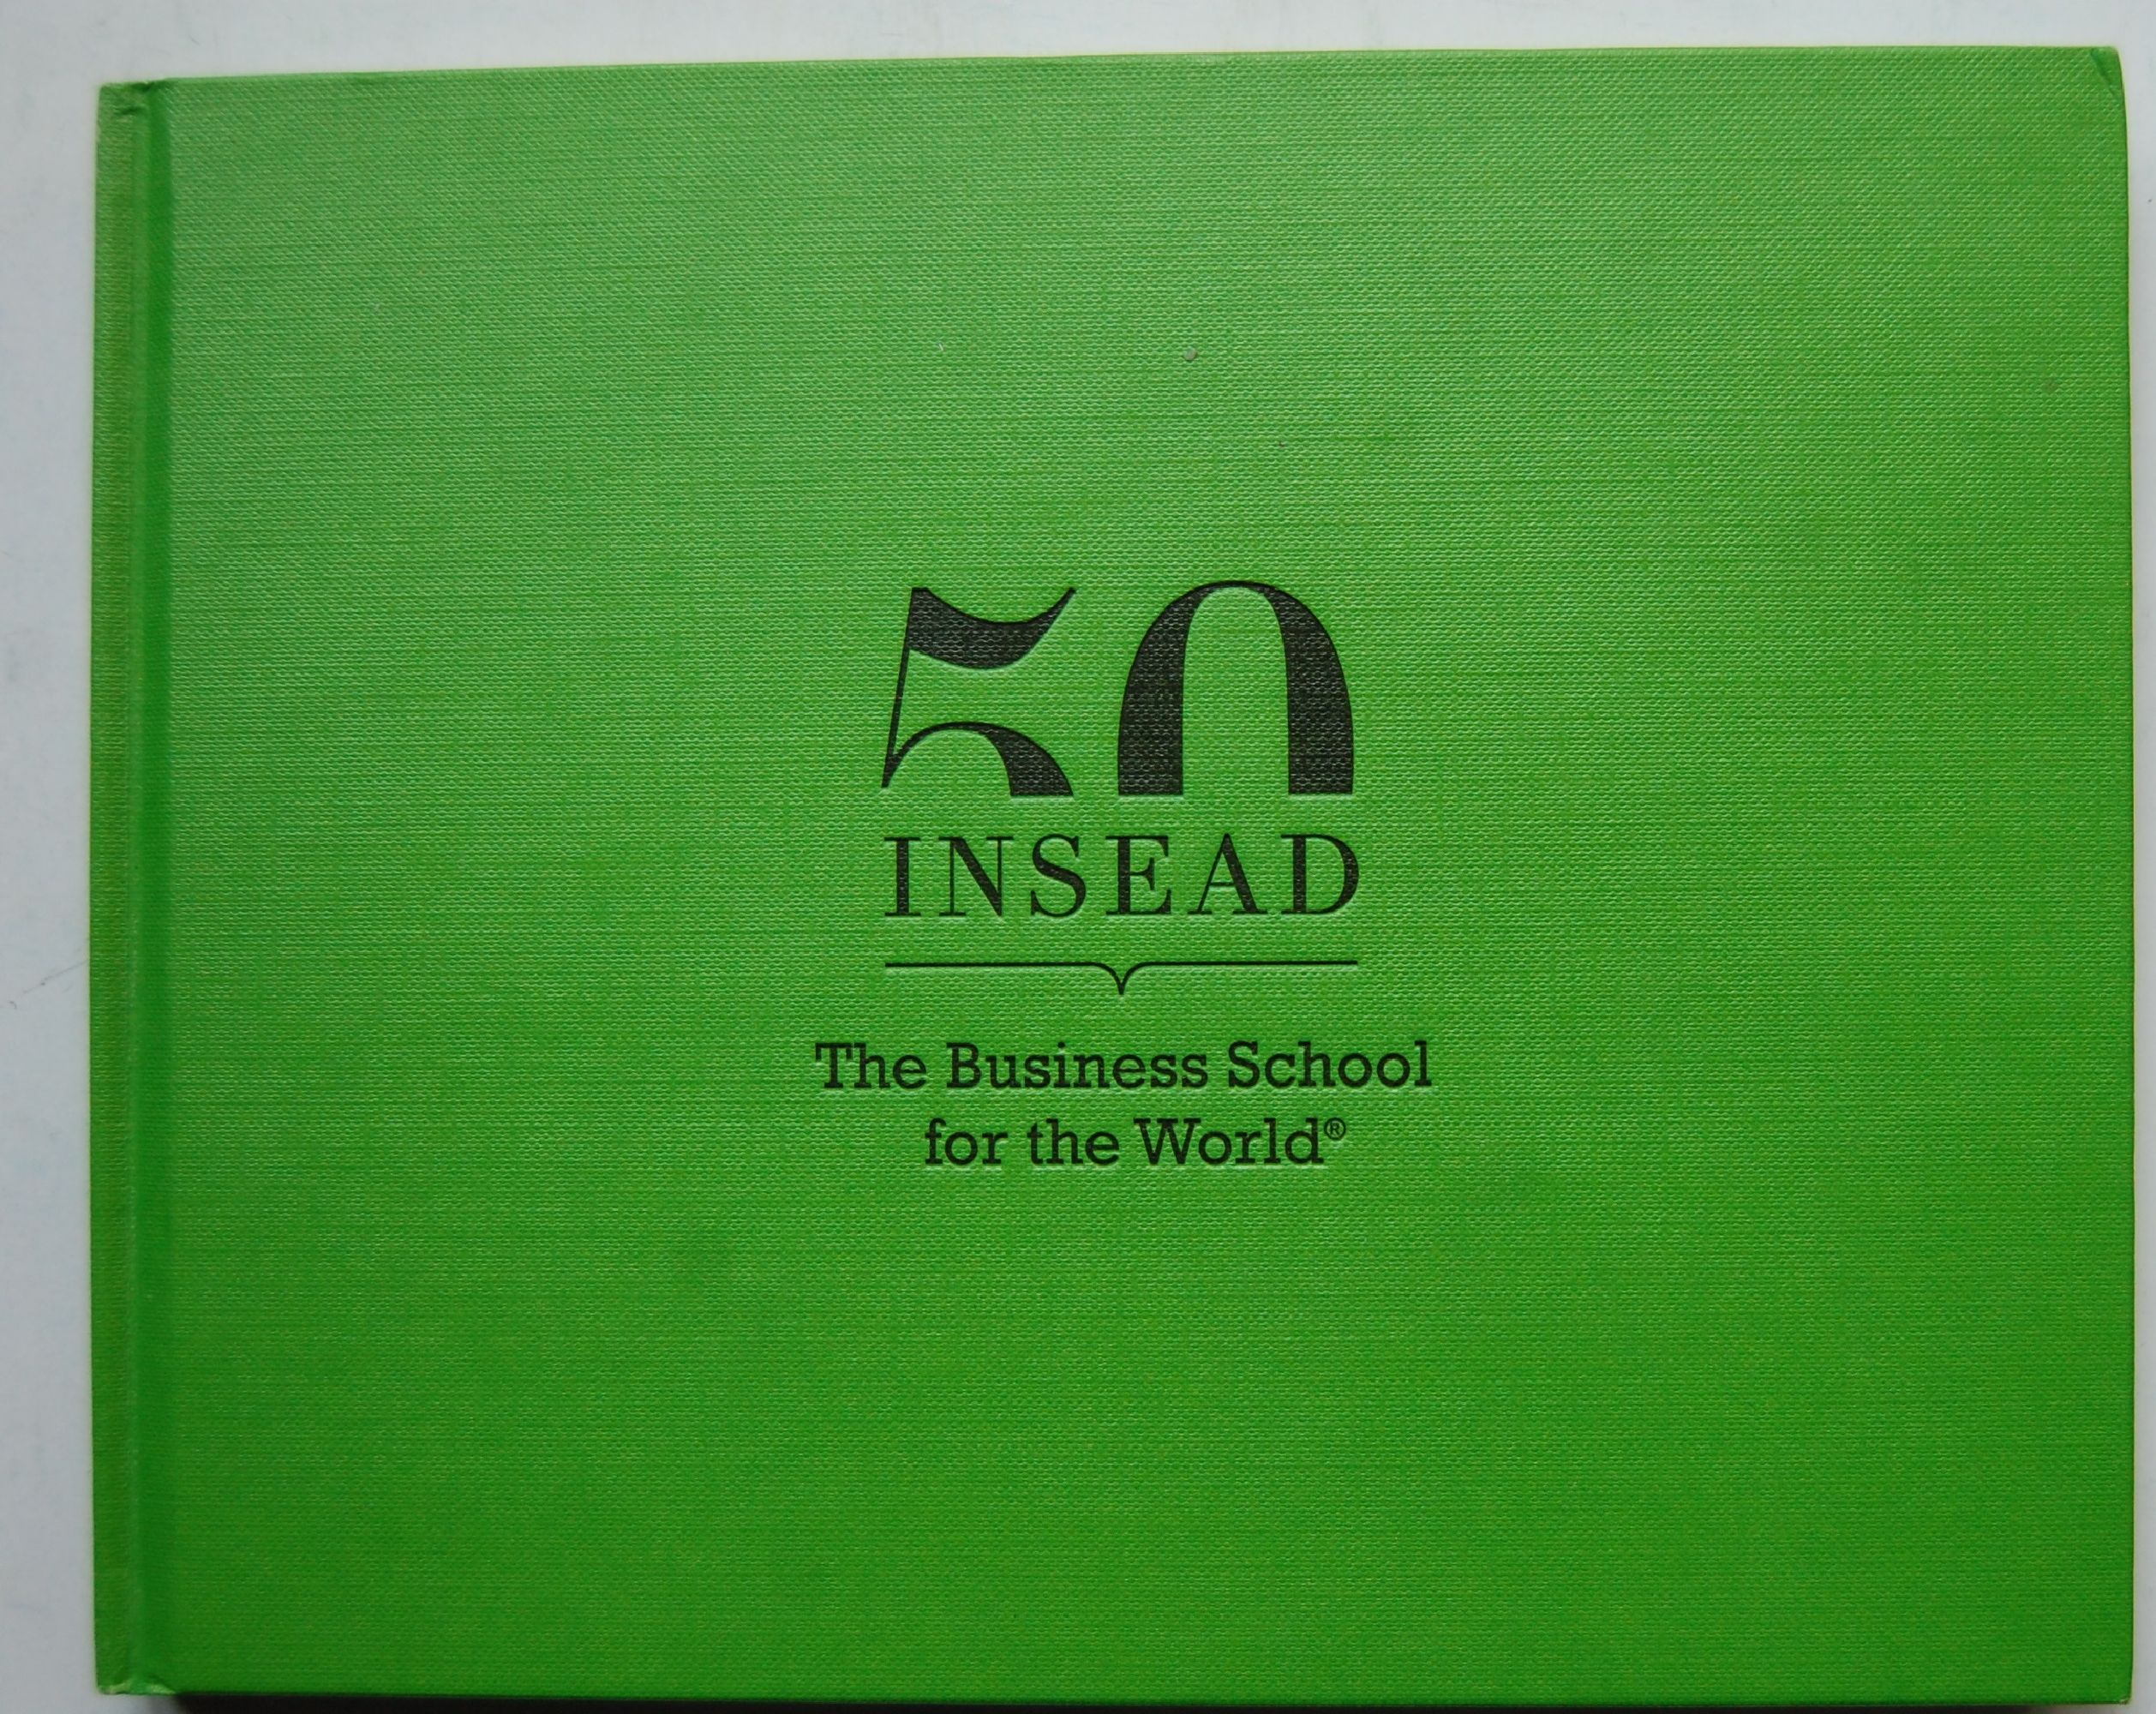 50
INSEAD
The Business School
for the World®